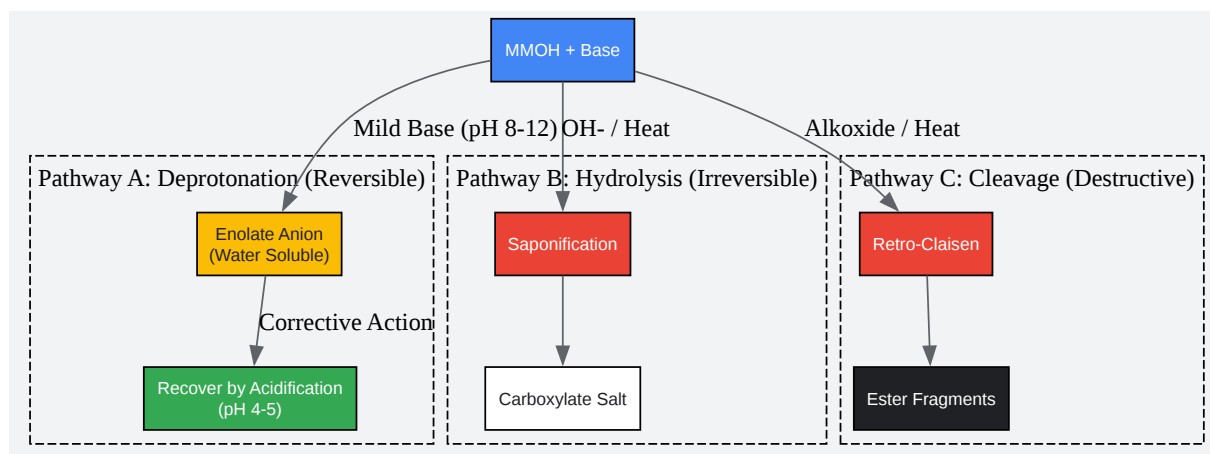 MMOH + Base
Mild Base (pH 8-12)
OH- / Heat
Alkoxide / Heat
Pathway A: Deprotonation (Reversible)
Pathway B: Hydrolysis (Irreversible)
Pathway C: Cleavage (Destructive)
Enolate Anion
(Water Soluble)
Saponification
Retro-Claisen
Corrective Action
Recover by Acidification
(pH 4-5)
Carboxylate Salt
Ester Fragments